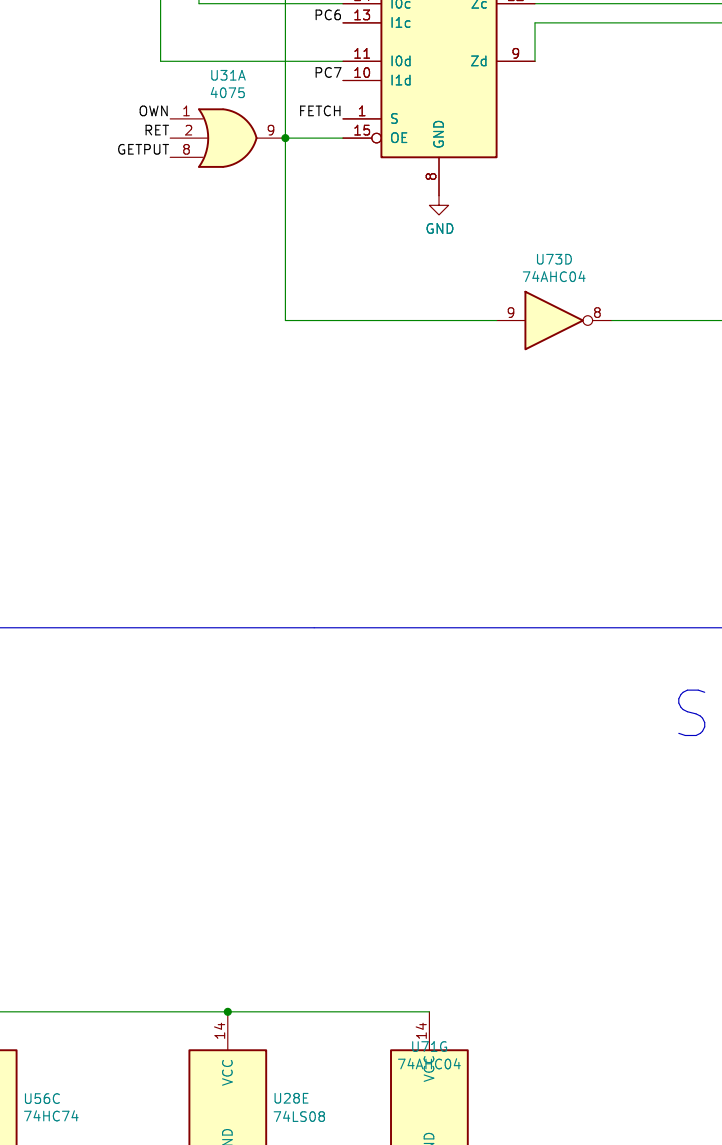 I0c
Zc
PC6 13 I1c
11 I0d
Zd 9
PC7 10 I1d
U31A
4075
OWN 1
RET 2
GETPUT 8
9
FETCH 1 S
15 OE
GND
8
GND
U73D
74AHC04
9
8
S
14
14
VCC
VCC
U71G
74AHC04
U56C
74HC74
U28E
74LS08
ND
ND